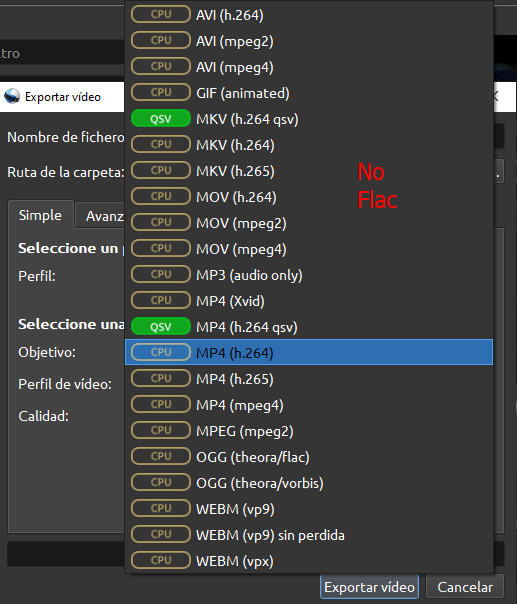 CPU AVI (h.264)
tro
CPU AVI (mpeg2)
CPU AVI (mpeg4)
Exportar vídeo
CPU GIF (animated)
QSV MKV (h.264 qsv)
Nombre de fichero
CPU MKV (h.264)
Ruta de la carpeta:
CPU MKV (h.265)
No
Flac
CPU MOV (h.264)
Simple
Avanz
CPU MOV (mpeg2)
Seleccione un p
CPU MOV (mpeg4)
Perfil:
CPU MP3 (audio only)
CPU MP4 (Xvid)
Seleccione una
QSV MP4 (h.264 qsv)
Objetivo:
CPU MP4 (h.264)
Perfil de vídeo:
CPU MP4 (h.265)
CPU MP4 (mpeg4)
Calidad:
CPU MPEG (mpeg2)
CPU OGG (theora/flac)
CPU OGG (theora/vorbis)
CPU WEBM (vp9)
CPU WEBM (vp9) sin perdida
CPU WEBM (vpx)
Exportar vídeo
Cancelar